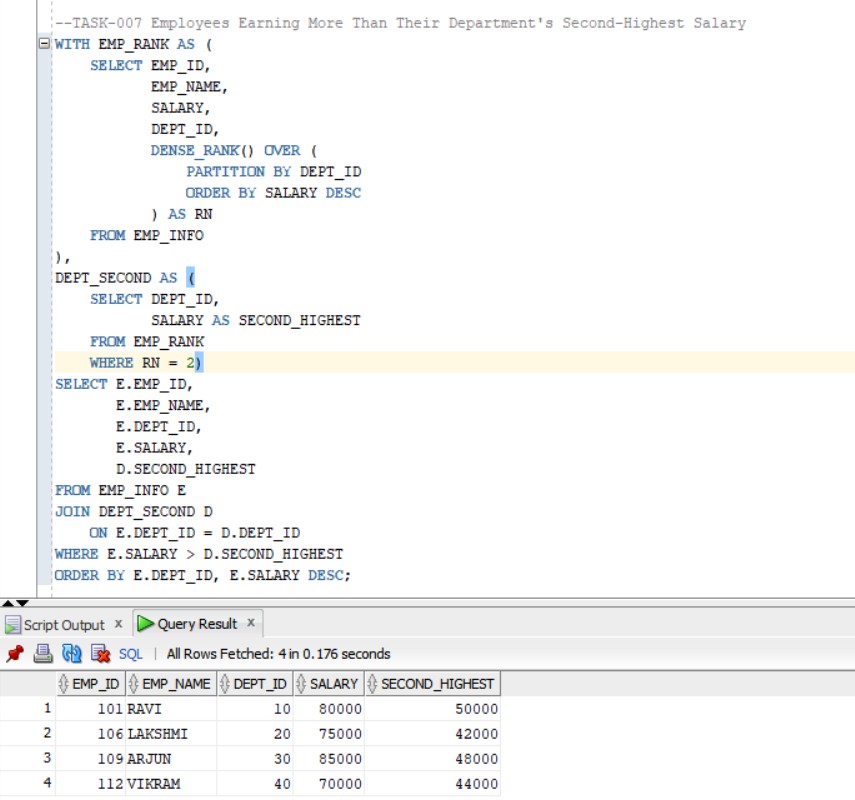 --TASK-007 Employees Earning More Than Their Department's Second-Highest Salary
WITH EMP_RANK AS (
SELECT EMP_ID,
EMP_NAME,
SALARY,
DEPT_ID,
DENSE_RANK() OVER (
PARTITION BY DEPT_ID
ORDER BY SALARY DESC
) AS RN
FROM EMP_INFO
),
DEPT_SECOND AS (
SELECT DEPT_ID,
SALARY AS SECOND_HIGHEST
FROM EMP_RANK
WHERE RN = 2)
SELECT E.EMP_ID,
E.EMP_NAME,
E.DEPT_ID,
E.SALARY,
D.SECOND_HIGHEST
FROM EMP_INFO E
JOIN DEPT_SECOND D
ON E.DEPT_ID = D.DEPT_ID
WHERE E.SALARY > D.SECOND_HIGHEST
ORDER BY E.DEPT_ID, E.SALARY DESC;
Script Output x Query Result x
SQL | All Rows Fetched: 4 in 0.176 seconds
EMP_ID EMP_NAME DEPT_ID SALARY SECOND_HIGHEST
1 101 RAVI 10 80000 50000
2 106 LAKSHMI 20 75000 42000
3 109 ARJUN 30 85000 48000
4 112 VIKRAM 40 70000 44000